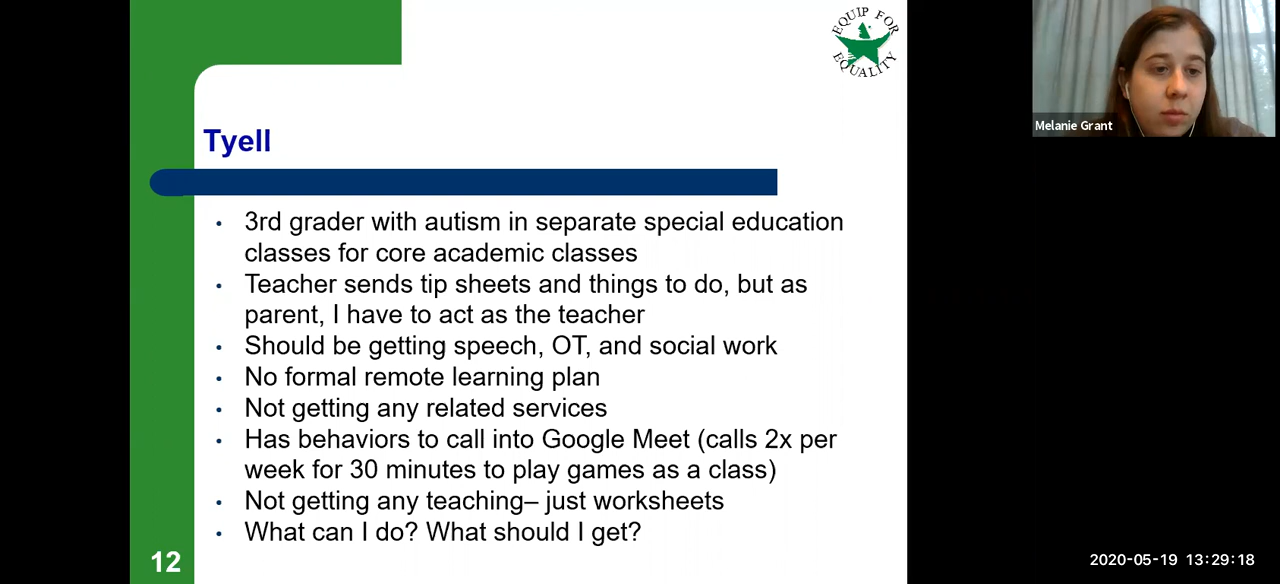 EQUIP FOR
EQUALITY
Melanie Grant
Tyell
• 3rd grader with autism in separate special education
classes for core academic classes
• Teacher sends tip sheets and things to do, but as
parent, I have to act as the teacher
• Should be getting speech, OT, and social work
• No formal remote learning plan
• Not getting any related services
• Has behaviors to call into Google Meet (calls 2x per
week for 30 minutes to play games as a class)
• Not getting any teaching– just worksheets
• What can I do? What should I get?
12
2020-05-19 13:29:18